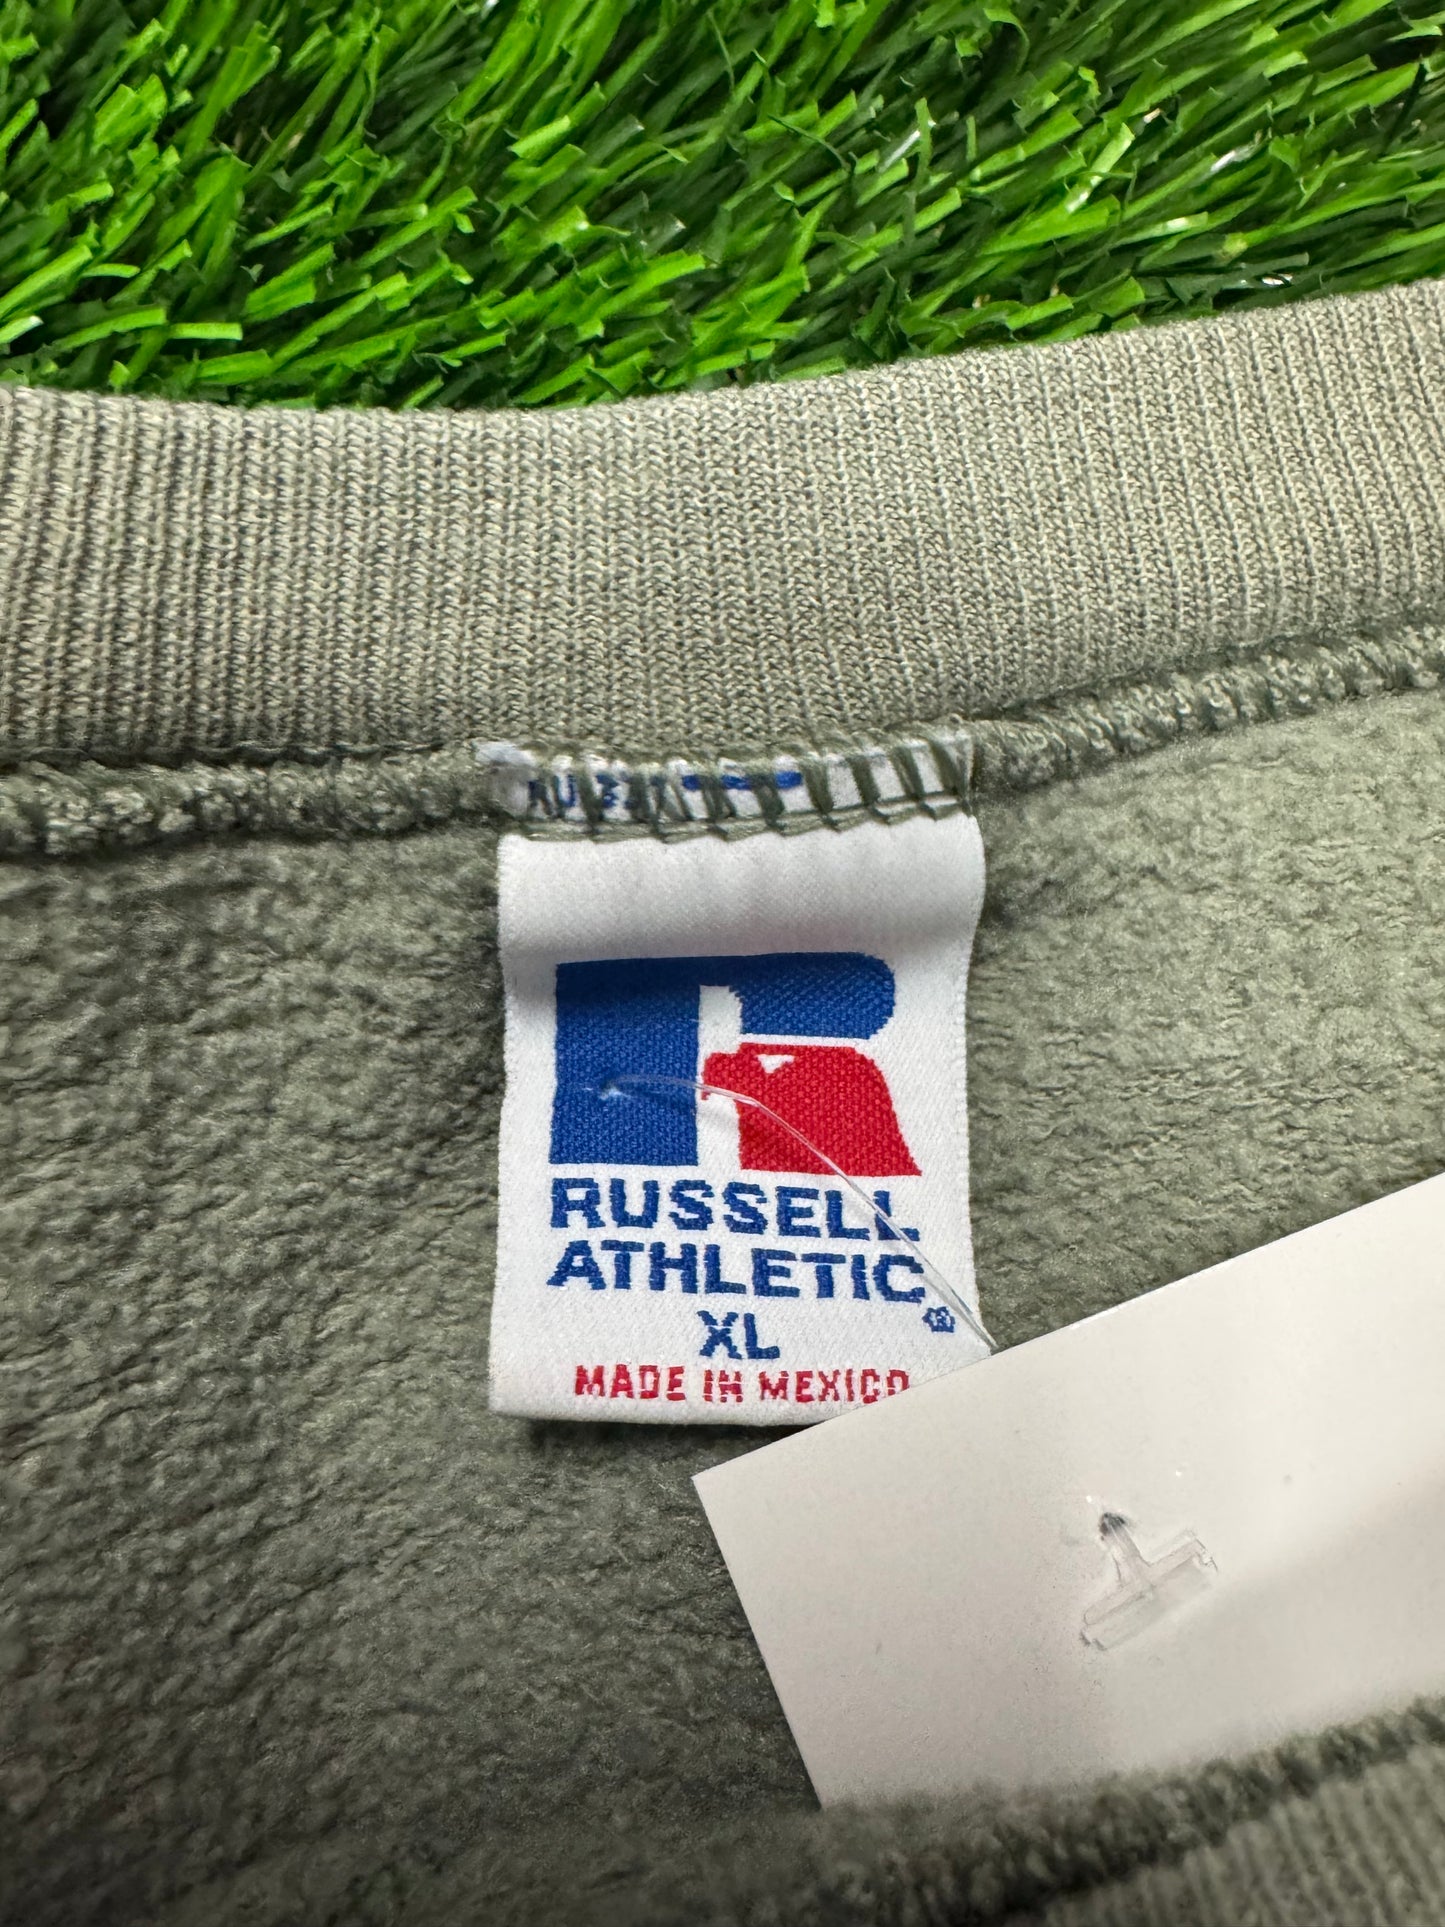 RUSSELL
ATHLETIC®
XL
MADE IN MEXICO